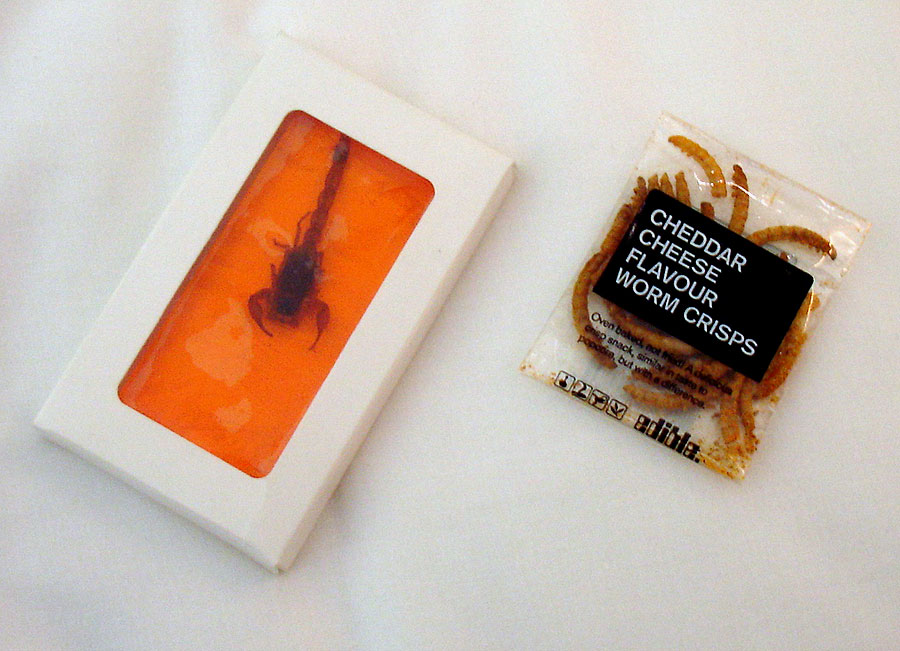 CHEDDAR
CHEESE
FLAVOUR
WORM CRISPS
Oven baked, not fried! A delicious
crisp snack, similar in taste to
popcorn, but with a difference.
edible.